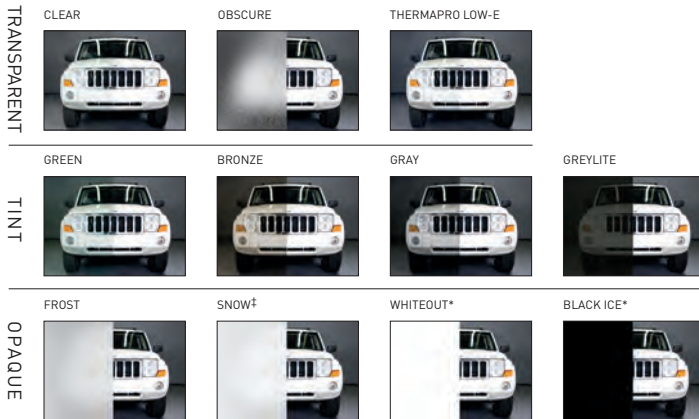 TRANSPARENT
CLEAR
OBSCURE
THERMAPRO LOW-E
TINT
GREEN
BRONZE
GRAY
GREYLITE
OPAQUE
FROST
SNOW‡
WHITEOUT*
BLACK ICE*